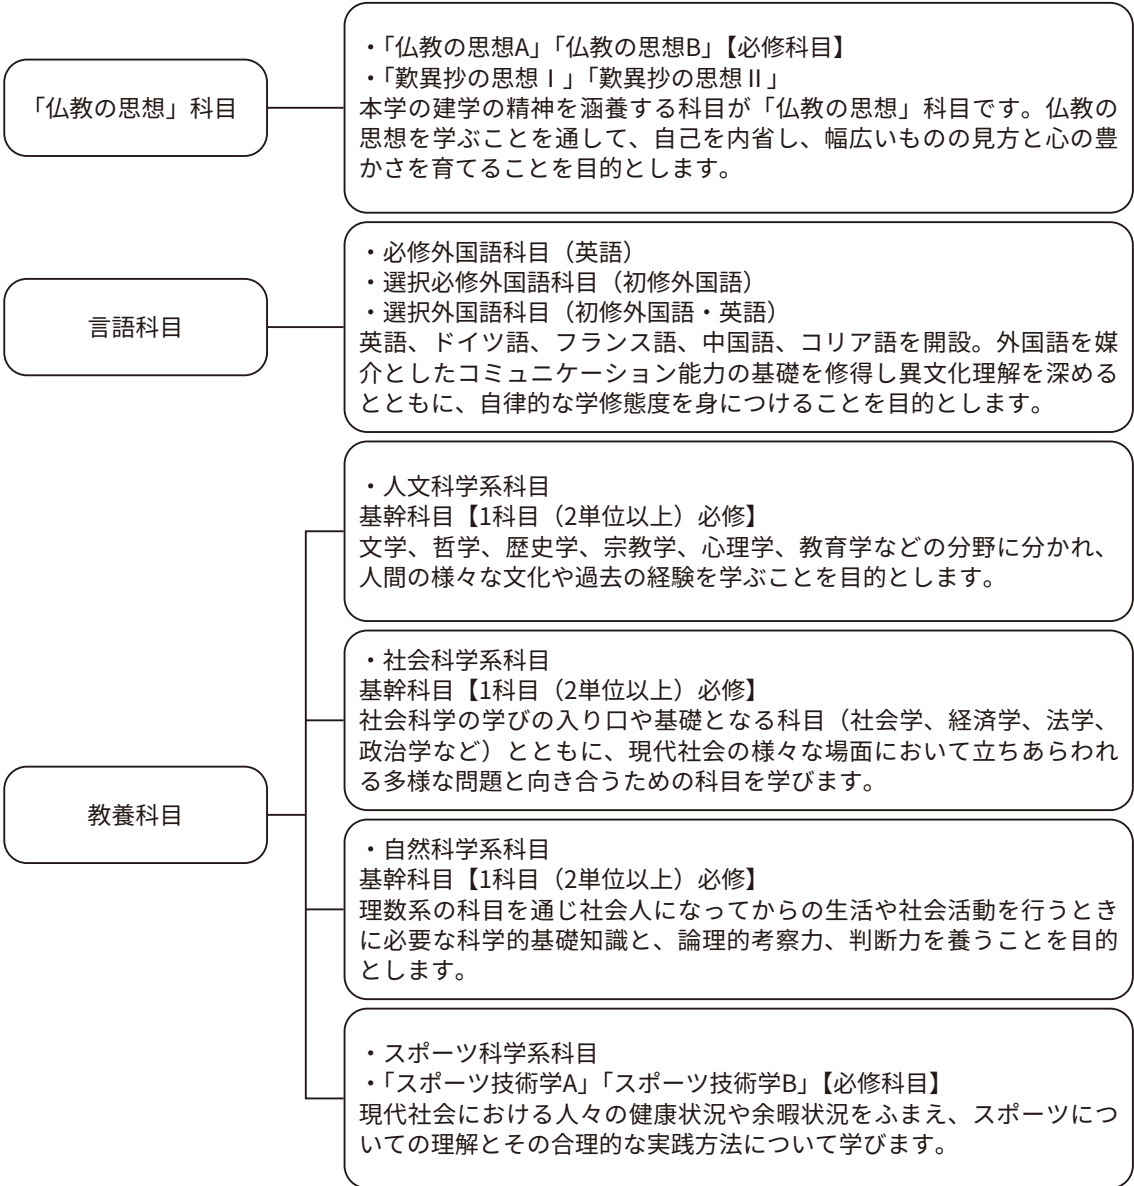 「仏教の思想」科目
・「仏教の思想A」「仏教の思想B」【必修科目】
・「歎異抄の思想Ⅰ」「歎異抄の思想Ⅱ」
本学の建学の精神を涵養する科目が「仏教の思想」科目です。仏教の
思想を学ぶことを通して、自己を内省し、幅広いものの見方と心の豊
かさを育てることを目的とします。
言語科目
・必修外国語科目（英語）
・選択必修外国語科目（初修外国語）
・選択外国語科目（初修外国語・英語）
英語、ドイツ語、フランス語、中国語、コリア語を開設。外国語を媒
介としたコミュニケーション能力の基礎を修得し異文化理解を深める
とともに、自律的な学修態度を身につけることを目的とします。
教養科目
・人文科学系科目
基幹科目【1科目（2単位以上）必修】
文学、哲学、歴史学、宗教学、心理学、教育学などの分野に分かれ、
人間の様々な文化や過去の経験を学ぶことを目的とします。
・社会科学系科目
基幹科目【1科目（2単位以上）必修】
社会科学の学びの入り口や基礎となる科目（社会学、経済学、法学、
政治学など）とともに、現代社会の様々な場面において立ちあらわれ
る多様な問題と向き合うための科目を学びます。
・自然科学系科目
基幹科目【1科目（2単位以上）必修】
理数系の科目を通じ社会人になってからの生活や社会活動を行うとき
に必要な科学的基礎知識と、論理的考察力、判断力を養うことを目的
とします。
・スポーツ科学系科目
・「スポーツ技術学A」「スポーツ技術学B」【必修科目】
現代社会における人々の健康状況や余暇状況をふまえ、スポーツにつ
いての理解とその合理的な実践方法について学びます。